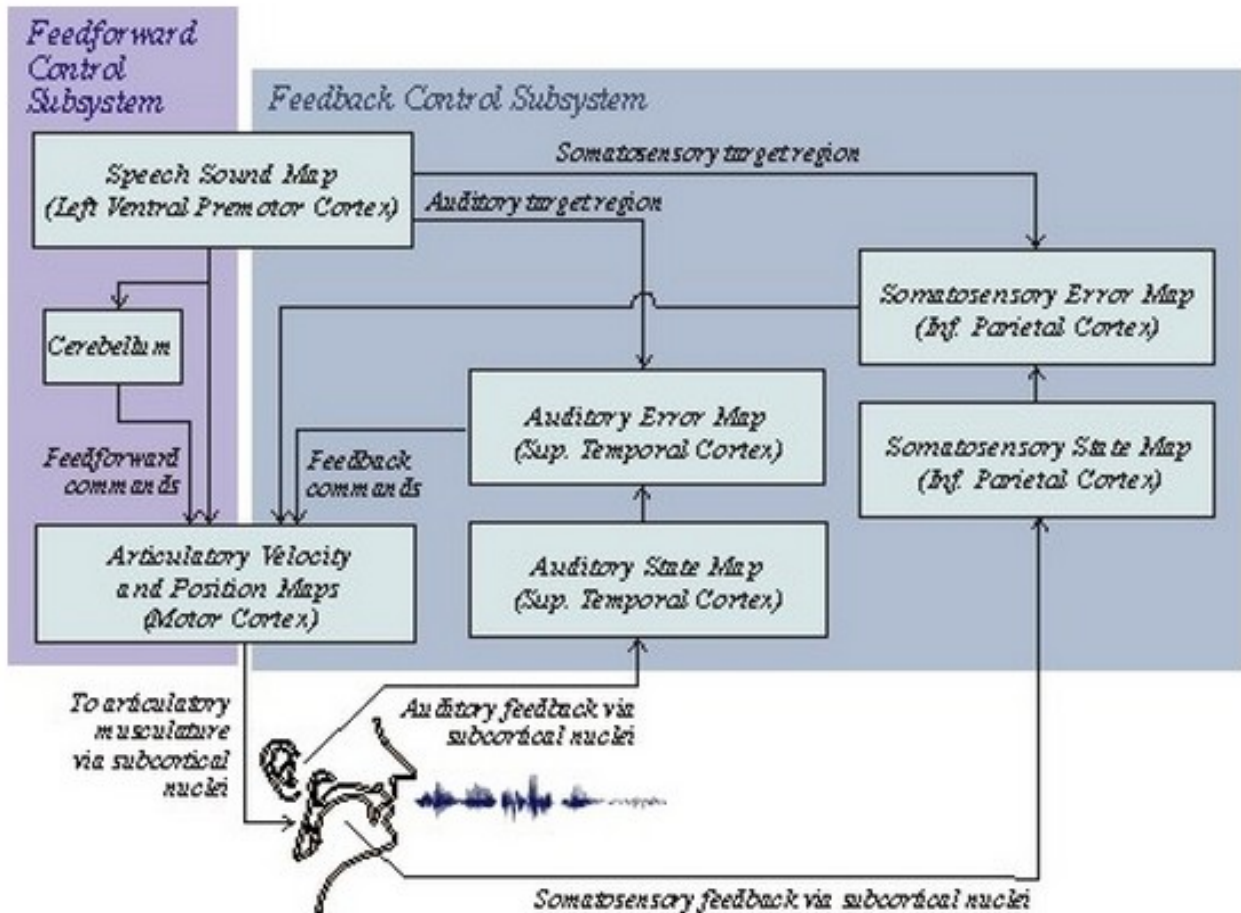 Feedforward
Control
Subsystem
Feedback Control Subsystem
Speech Sound Map
(Left Ventral Premotor Cortex)
Somatosensory target region
Auditory target region
Somatosensory Error Map
(Inf. Parietal Cortex)
Cerebellum
Auditory Error Map
(Sup. Temporal Cortex)
Somatosensory State Map
(Inf. Parietal Cortex)
Feedforward
commands
Feedback
commands
Articulatory Velocity
and Position Maps
(Motor Cortex)
Auditory State Map
(Sup. Temporal Cortex)
To articulatory
musculature
via subcortical
nuclei
Auditory feedback via
subcortical nuclei
Somatosensory feedback via subcortical nuclei